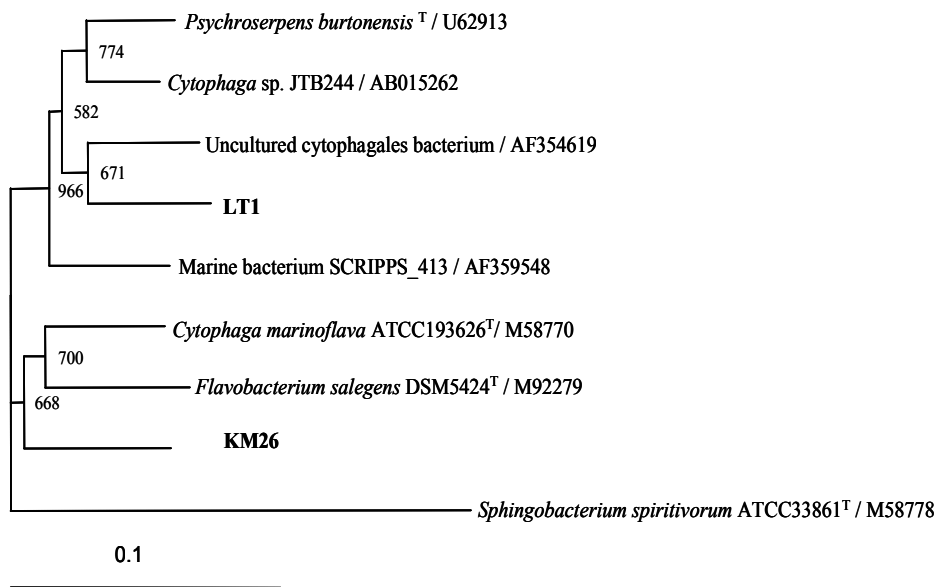 Psychroserpens burtonensis T / U62913
774
Cytophaga sp. JTB244 / AB015262
582
Uncultured cytophagales bacterium / AF354619
671
966
LT1
Marine bacterium SCRIPPS_413 / AF359548
Cytophaga marinoflava ATCC193626T/ M58770
700
Flavobacterium salegens DSM5424T / M92279
668
KM26
Sphingobacterium spiritivorum ATCC33861T / M58778
0.1